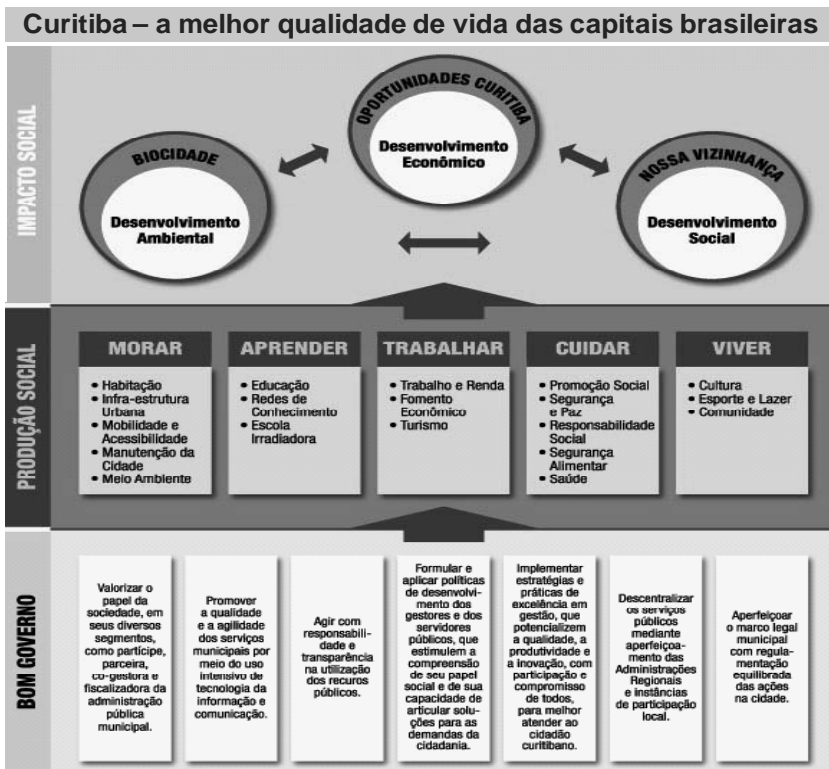 Curitiba – a melhor qualidade de vida das capitais brasileiras
IMPACTO SOCIAL
OPORTUNIDADES CURITIBA
Desenvolvimento
Econômico
BIOCIDADE
Desenvolvimento
Ambiental
NOSSA VIZINHANÇA
Desenvolvimento
Social
PRODUÇÃO SOCIAL
MORAR
• Habitação
• Infra-estrutura
Urbana
• Mobilidade e
Acessibilidade
• Manutenção da
Cidade
• Meio Ambiente
APRENDER
• Educação
• Redes de
Conhecimento
• Escola
Irradiadora
TRABALHAR
• Trabalho e Renda
• Fomento
Econômico
• Turismo
CUIDAR
• Promoção Social
• Segurança
e Paz
• Responsabilidade
Social
• Segurança
Alimentar
• Saúde
VIVER
• Cultura
• Esporte e Lazer
• Comunidade
BOM GOVERNO
Valorizar o
papel da
sociedade, em
seus diversos
segmentos,
como partícipe,
parceira,
co-gestora e
fiscalizadora da
administração
pública
municipal.
Promover
a qualidade
e a agilidade
dos serviços
municipais por
meio do uso
intensivo de
tecnologia da
informação e
comunicação.
Agir com
responsabili-
dade e
transparência
na utilização
dos recuros
públicos.
Formular e
aplicar políticas
de desenvolvi-
mento dos
gestores e dos
servidores
públicos, que
estimulem a
compreensão
de seu papel
social e de sua
capacidade de
articular solu-
ções para as
demandas da
cidadania.
Implementar
estratégias e
práticas de
excelência em
gestão, que
potencializem
a qualidade, a
produtividade e
a inovação, com
participação e
compromisso
de todos,
para melhor
atender ao
cidadão
curitibano.
Descentralizar
os serviços
públicos
mediante
aperfeiço-
amento das
Administrações
Regionais
e instâncias
de participação
local.
Aperfeiçoar
o marco legal
municipal
com regula-
mentação
equilibrada
das ações
na cidade.